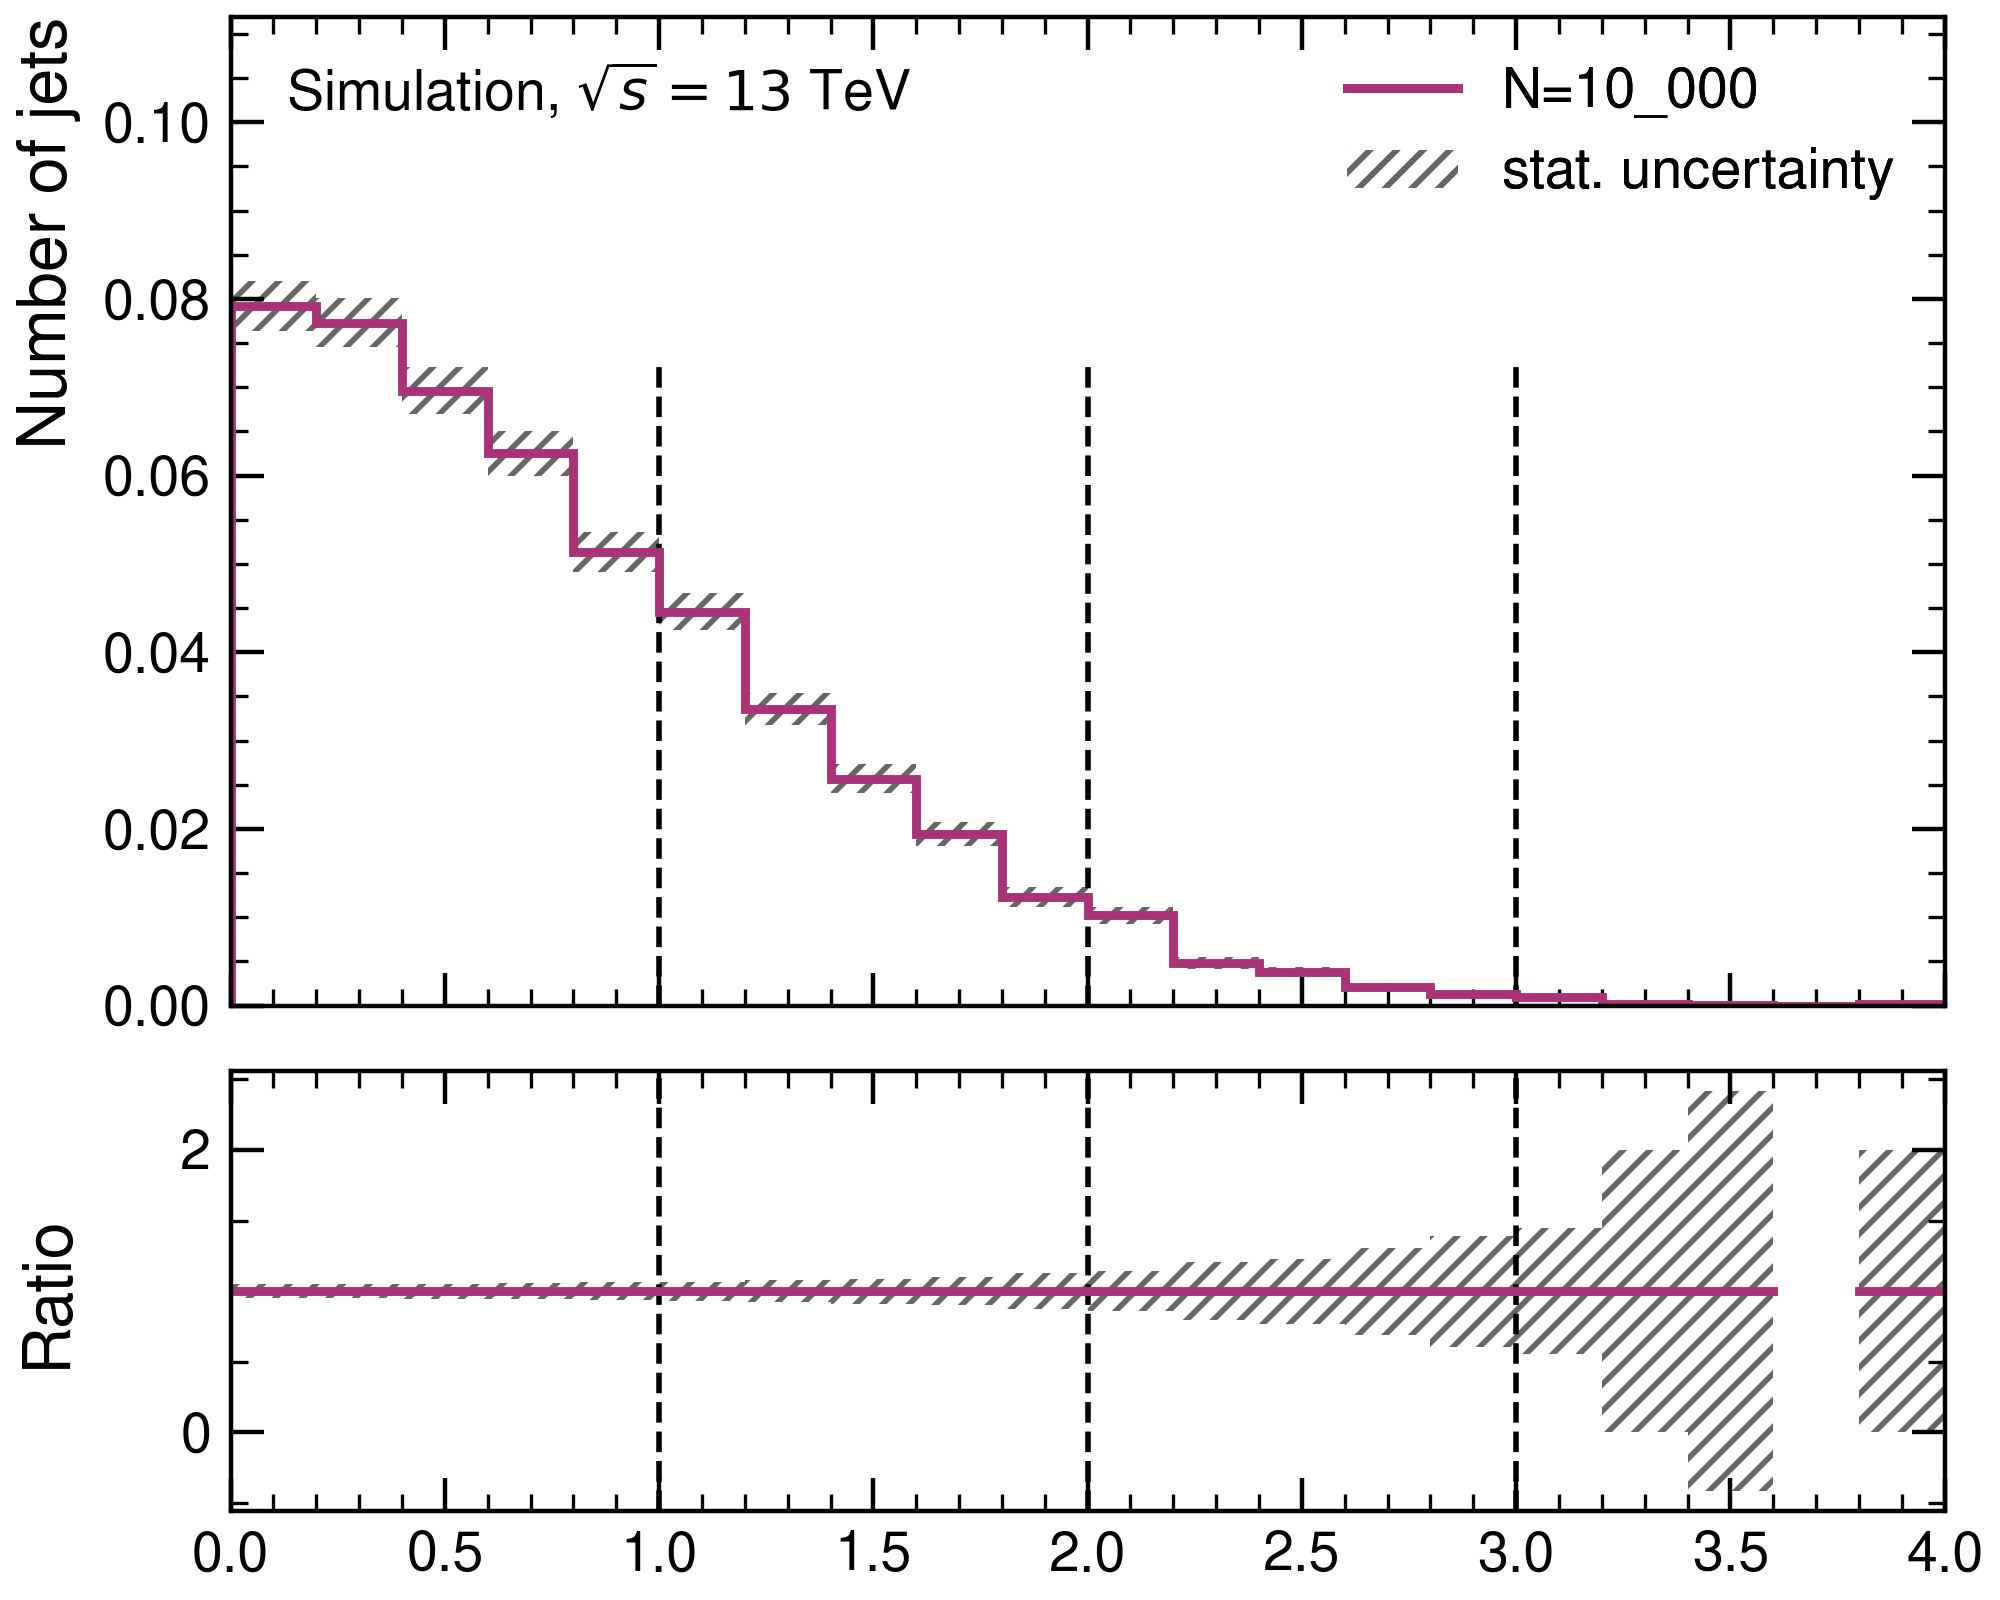 Number of jets
Simulation, √s = 13 TeV
N=10_000
stat. uncertainty
0.10
0.08
0.06
0.04
0.02
0.00
Ratio
2
0
0.0 0.5 1.0 1.5 2.0 2.5 3.0 3.5 4.0